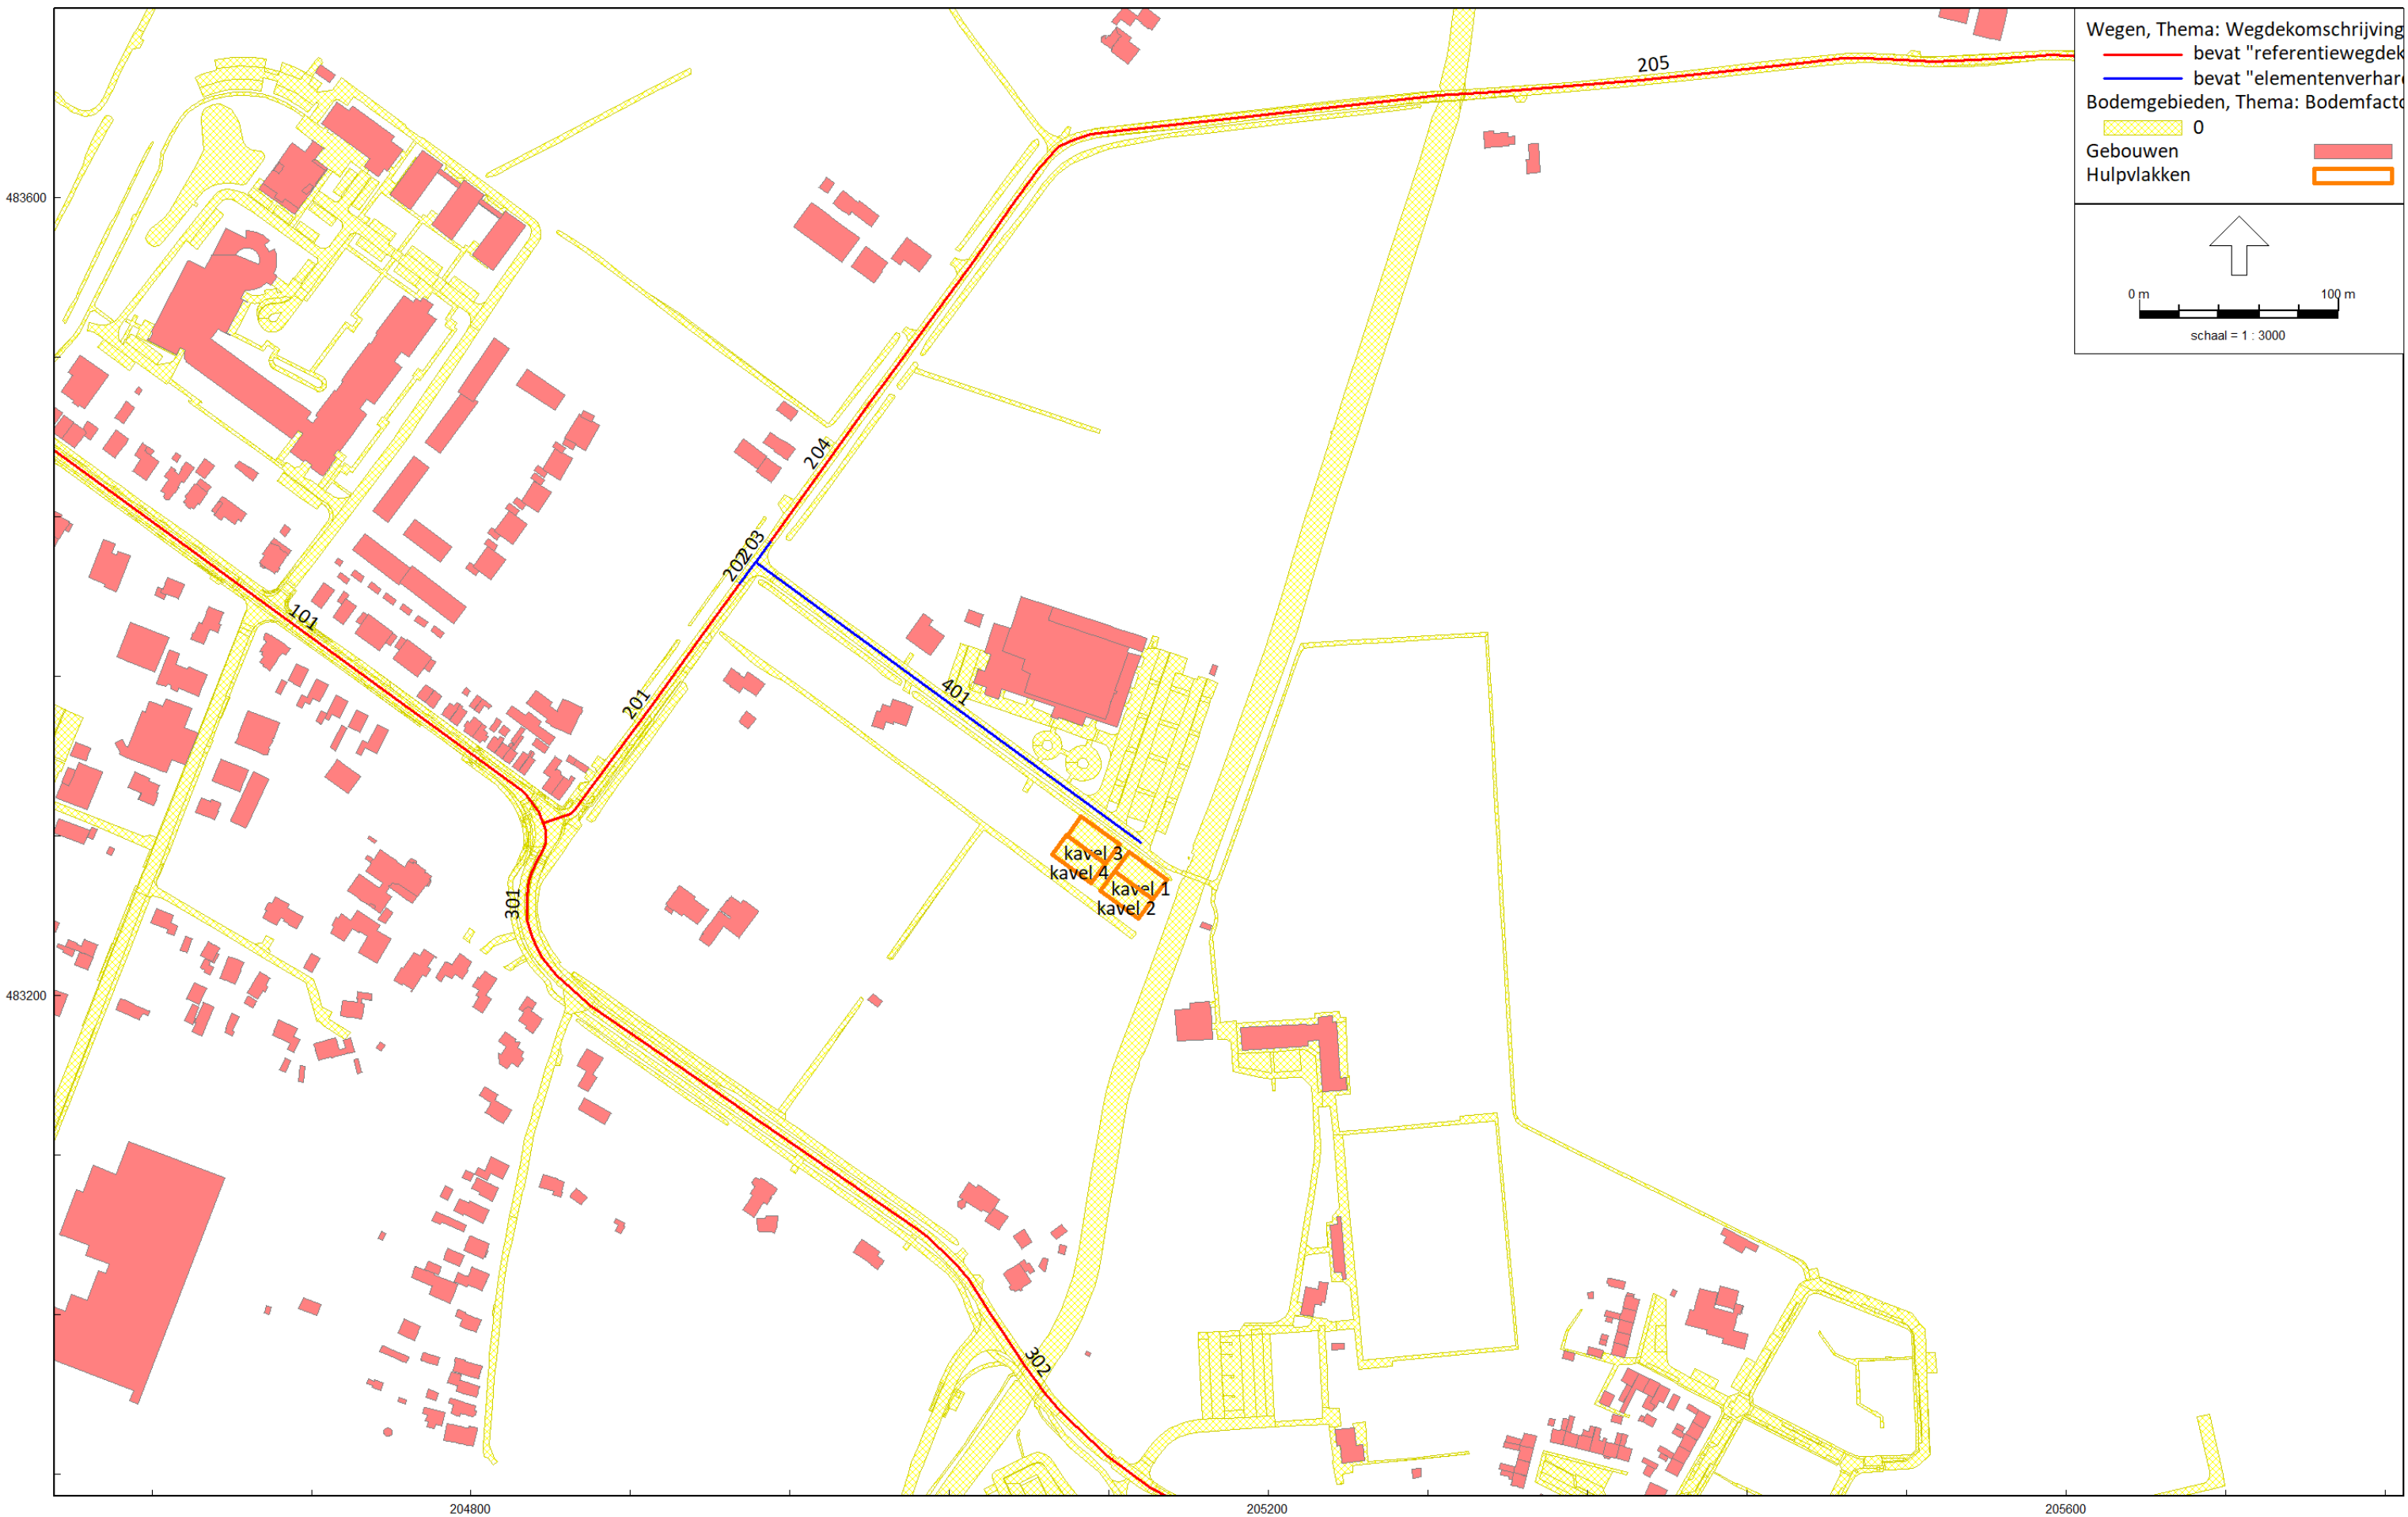 Wegen, Thema: Wegdekomschrijving
bevat "referentiewegdek
bevat "elementenverhar
Bodemgebieden, Thema: Bodemfacto
0
Gebouwen
Hulpvlakken
0 m
100 m
schaal = 1 : 3000
205
483600
204
203
202
101
401
201
kavel 3
kavel 4
kavel 1
kavel 2
301
483200
302
204800
205200
205600